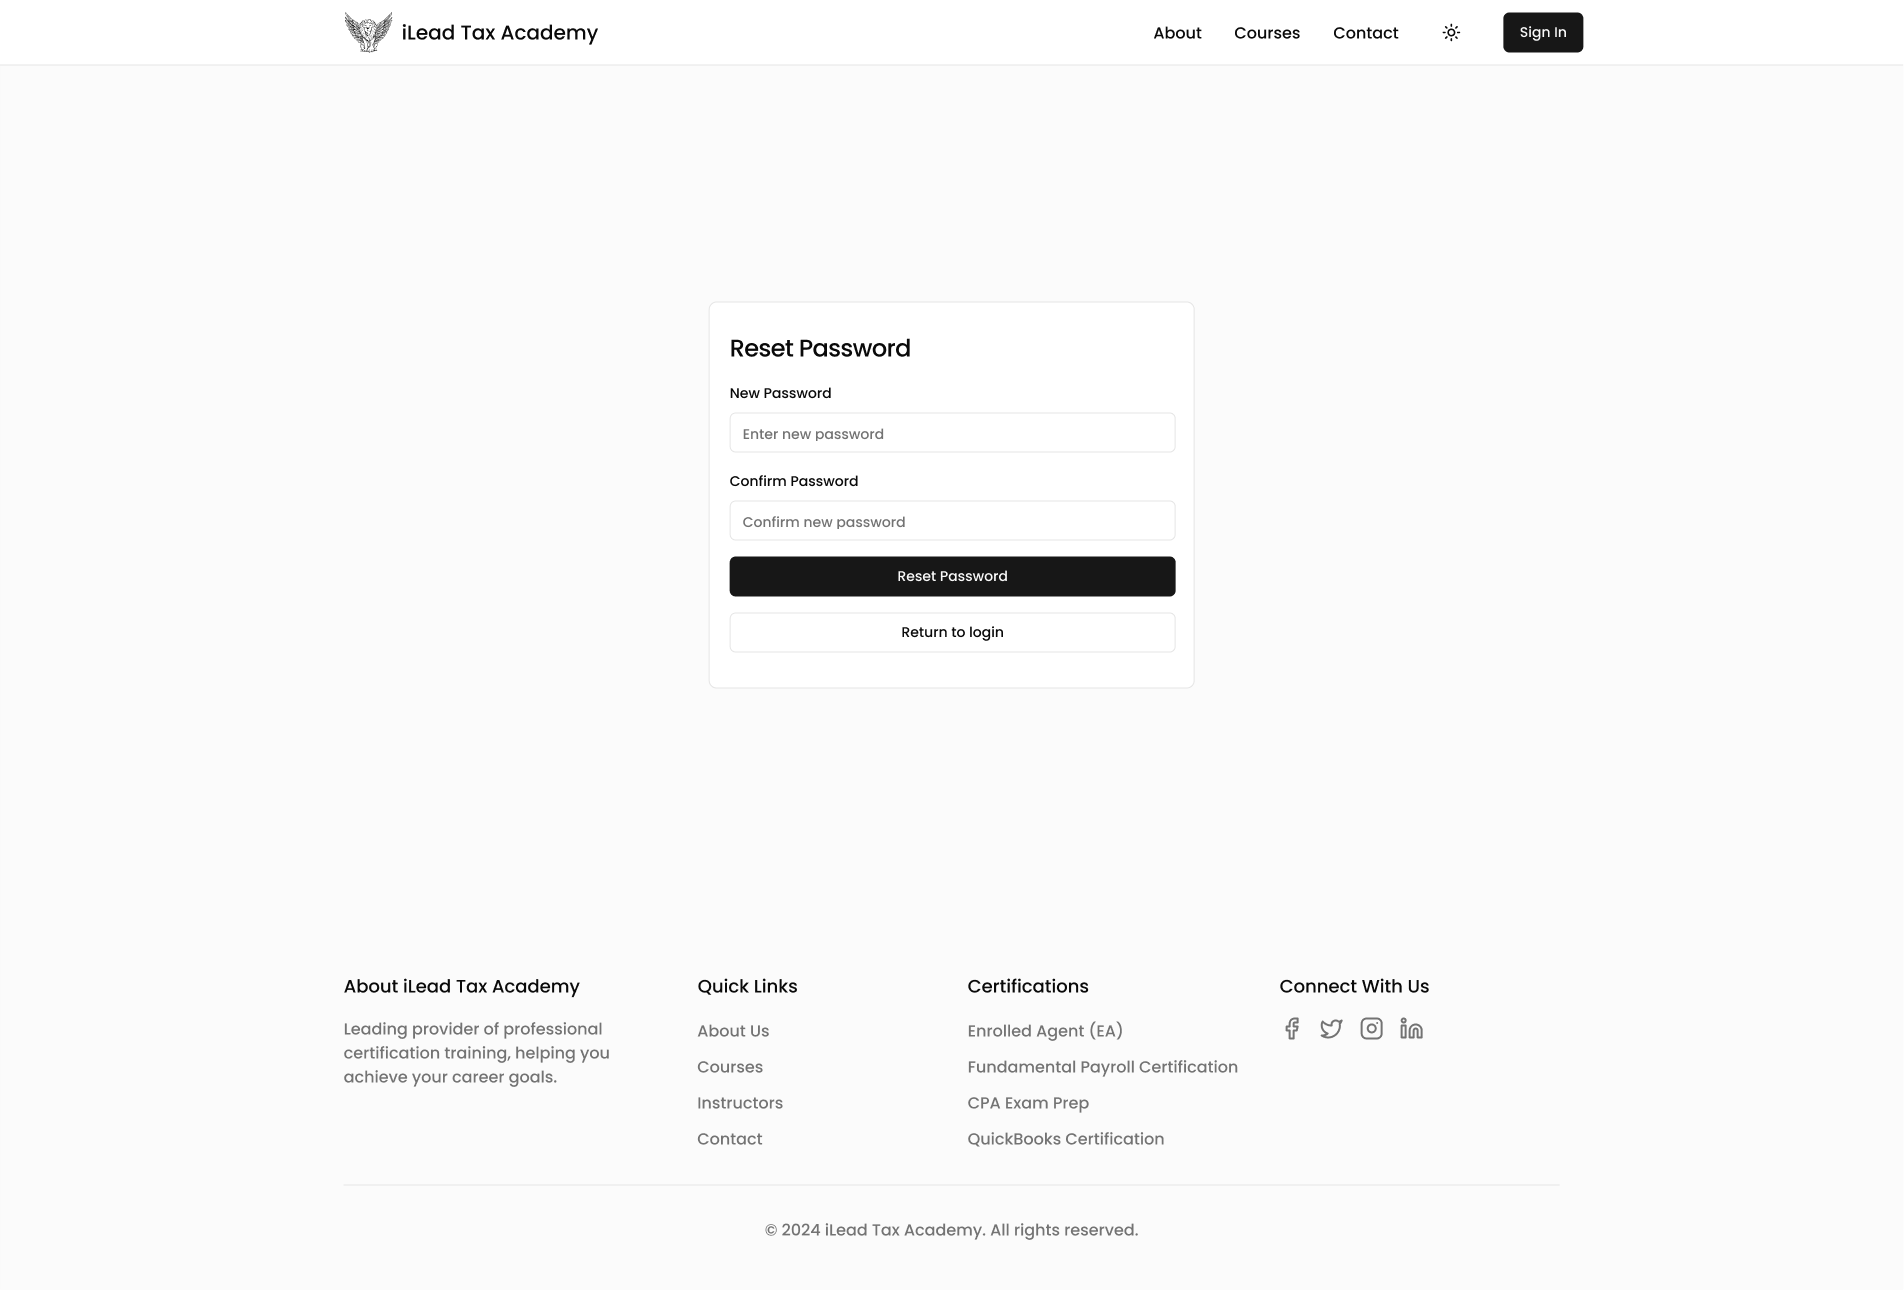 iLead Tax Academy
About
Courses
Contact
Sign In
Reset Password
New Password
Enter new password
Confirm Password
Confirm new password
Reset Password
Return to login
About iLead Tax Academy
Leading provider of professional
certification training, helping you
achieve your career goals.
Quick Links
About Us
Courses
Instructors
Contact
Certifications
Enrolled Agent (EA)
Fundamental Payroll Certification
CPA Exam Prep
QuickBooks Certification
Connect With Us
© 2024 iLead Tax Academy. All rights reserved.